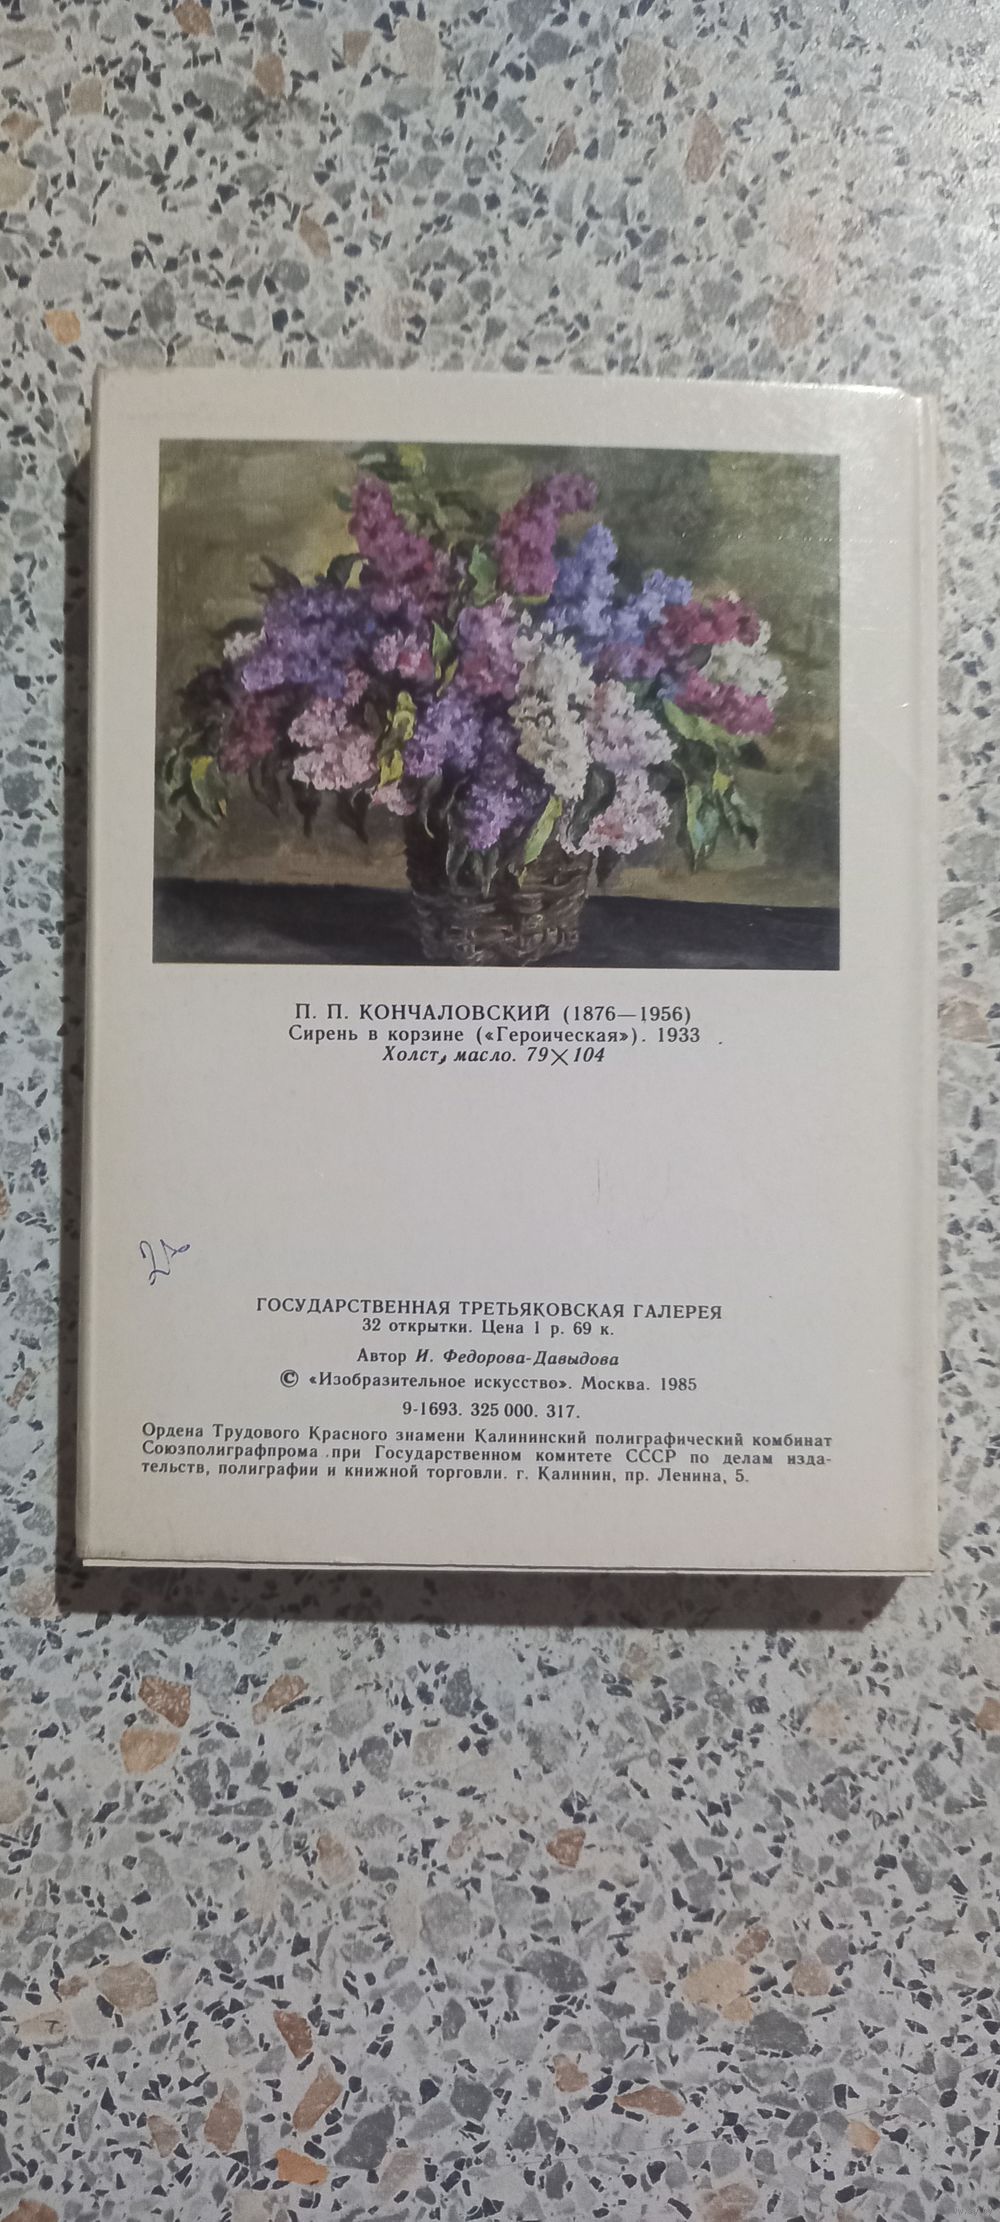 П. П. КОНЧАЛОВСКИЙ (1876—1956)
Сирень в корзине («Героическая»). 1933
Холст, масло. 79×104
ГОСУДАРСТВЕННАЯ ТРЕТЬЯКОВСКАЯ ГАЛЕРЕЯ
32 открытки. Цена 1 р. 69 к.
Автор И. Федорова-Давыдова
© «Изобразительное искусство». Москва. 1985
9-1693. 325 000. 317.
Ордена Трудового Красного знамени Калининский полиграфический комбинат
Союзполиграфпрома при Государственном комитете СССР по делам изда-
тельств, полиграфии и книжной торговли. г. Калинин, пр. Ленина, 5.